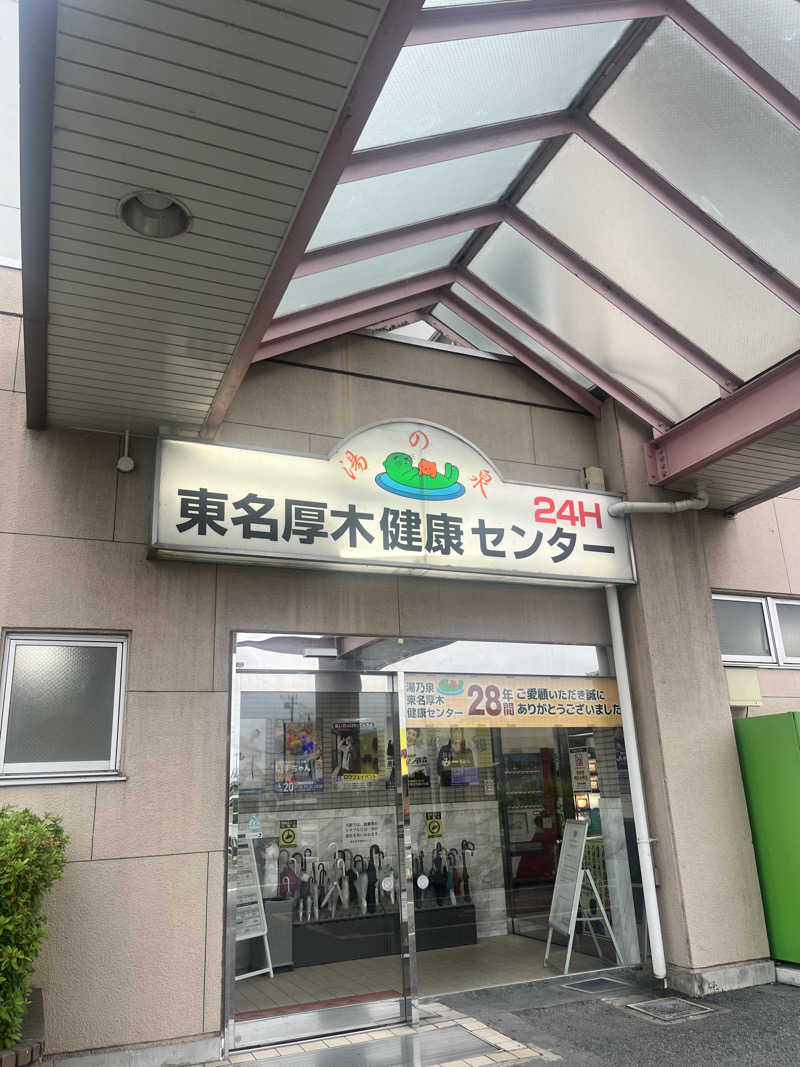 湯の泉
24H
東名厚木健康センター
湯乃泉
東名厚木
健康センター
28年間
ご愛顧いただき誠に
ありがとうございました